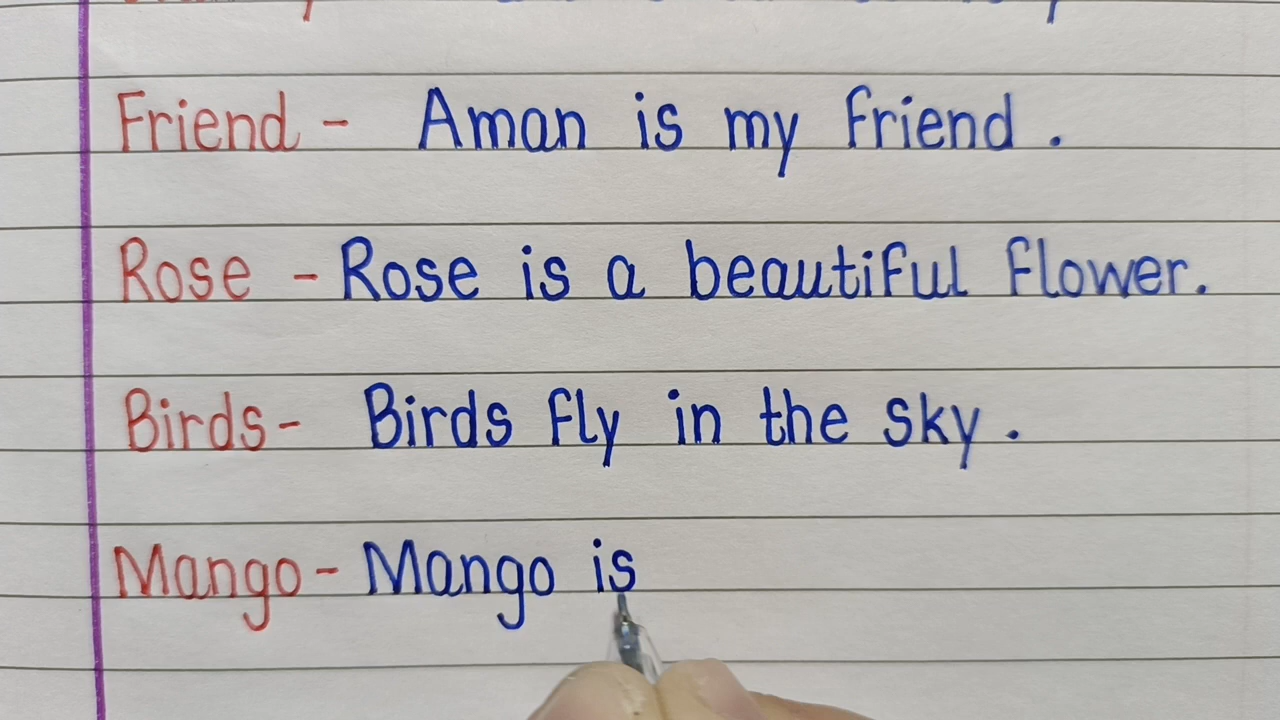 Friend - Aman is my friend .
Rose - Rose is a beautiful flower.
Birds - Birds fly in the sky .
Mango - Mango is